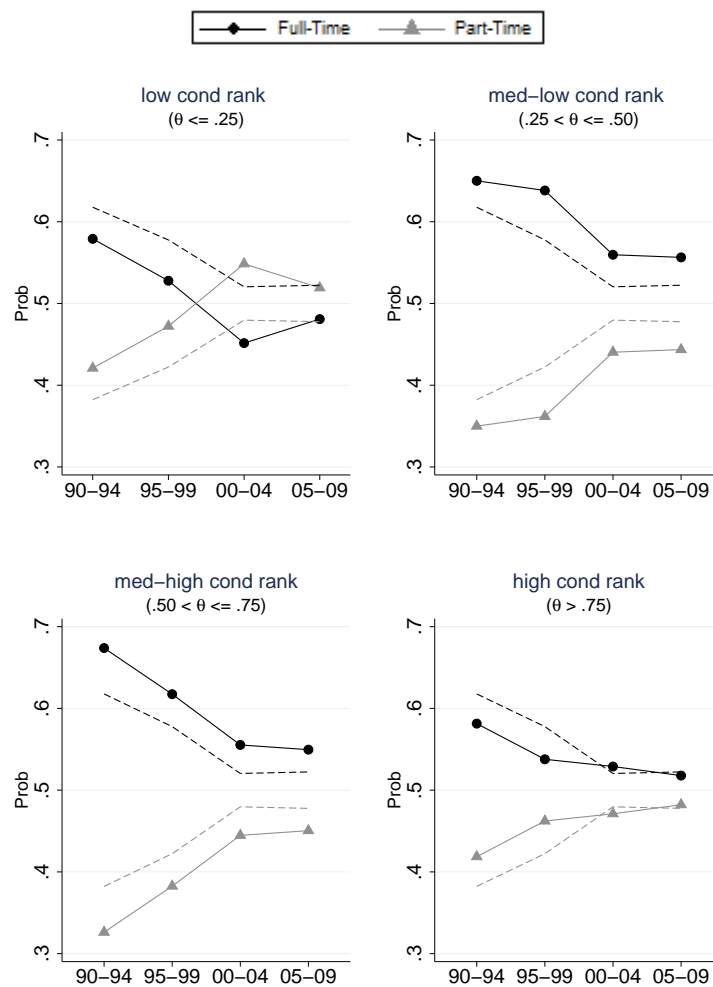 Full-Time Part-Time
low cond rank
(θ <= .25)
Prob
.7
.6
.5
.4
.3
90–94 95–99 00–04 05–09
med–low cond rank
(.25 < θ <= .50)
Prob
.7
.6
.5
.4
.3
90–94 95–99 00–04 05–09
med–high cond rank
(.50 < θ <= .75)
Prob
.7
.6
.5
.4
.3
90–94 95–99 00–04 05–09
high cond rank
(θ > .75)
Prob
.7
.6
.5
.4
.3
90–94 95–99 00–04 05–09